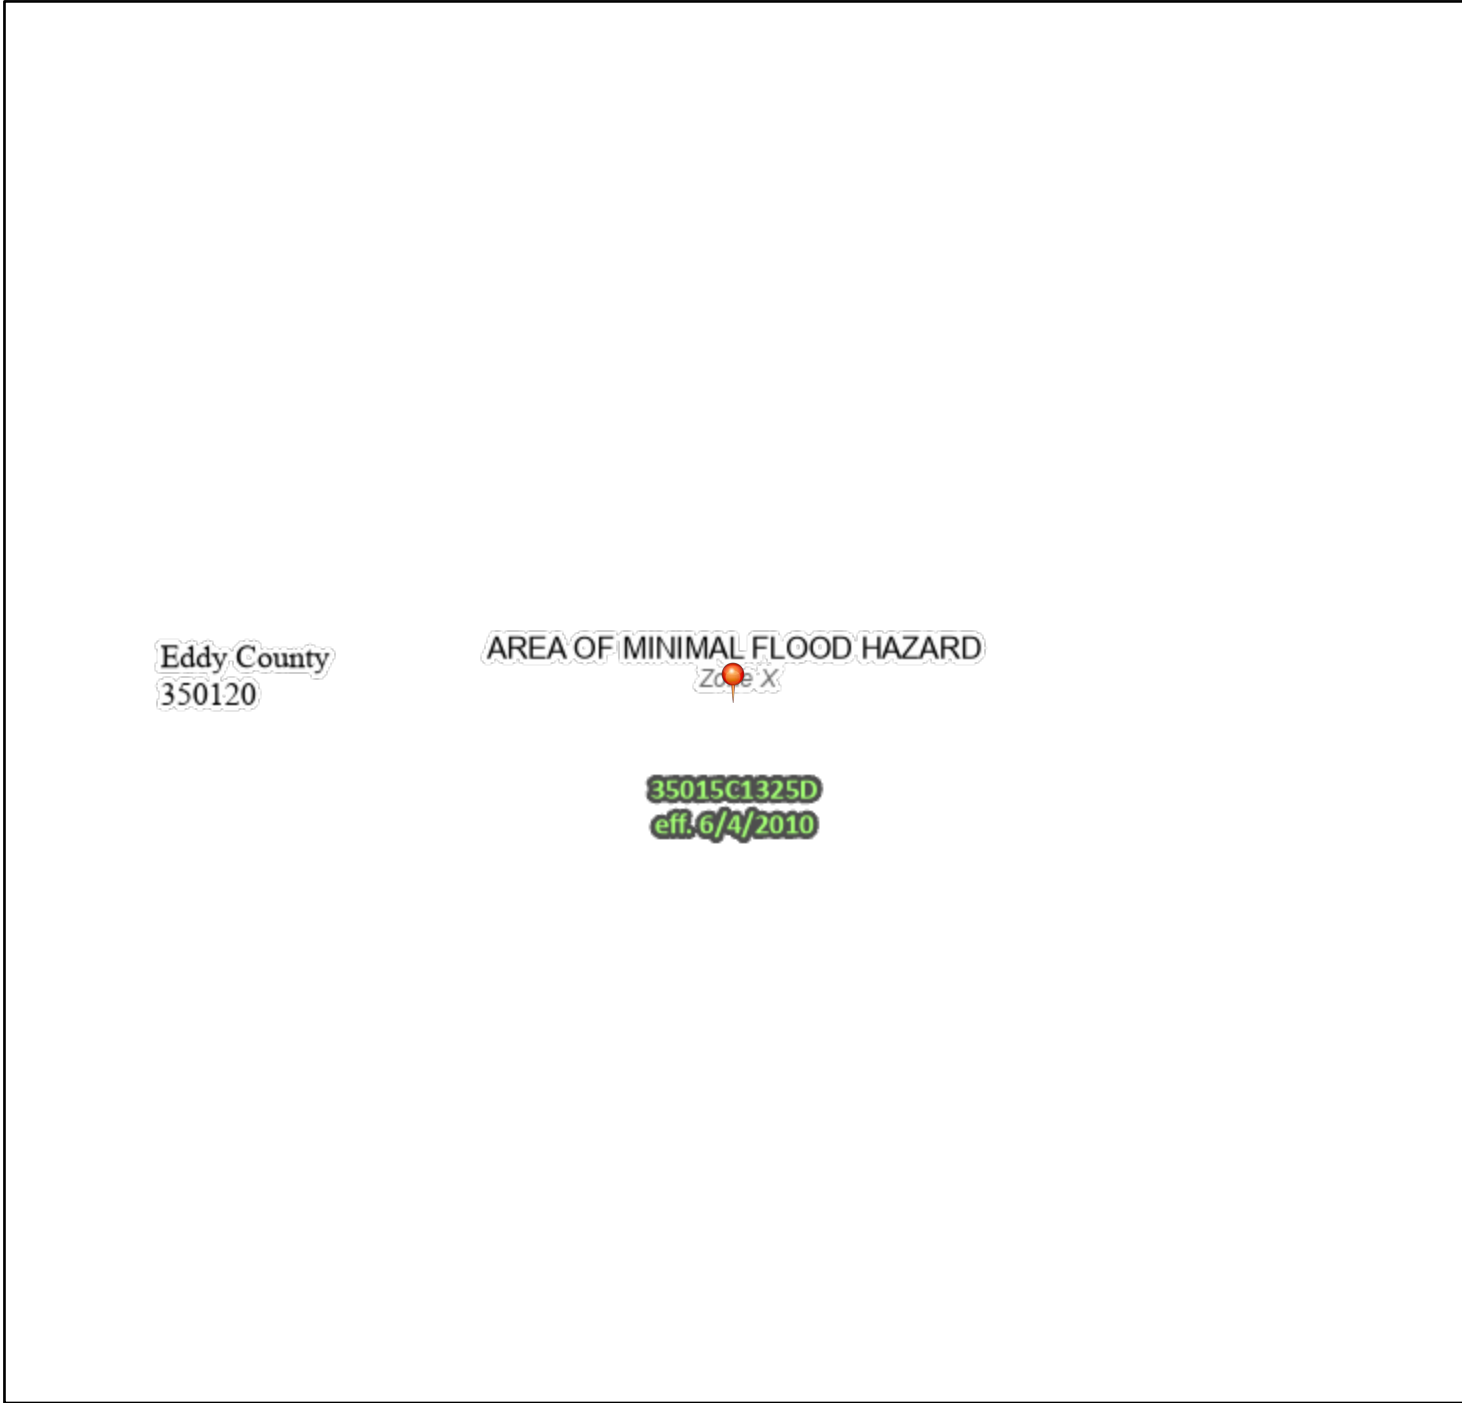 Eddy County
350120
AREA OF MINIMAL FLOOD HAZARD
Zone X
35015C1325D
eff. 6/4/2010